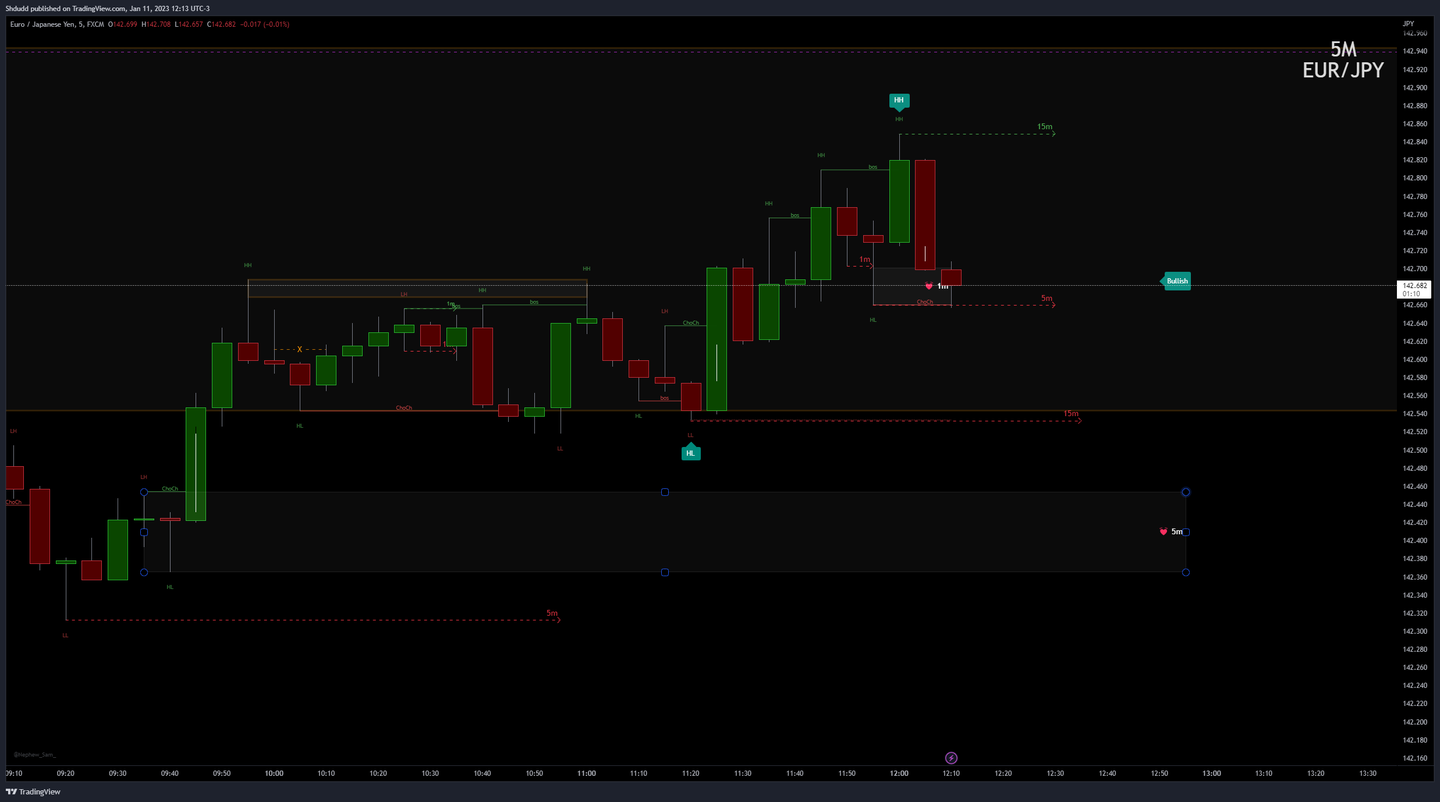 Shdudd published on TradingView.com, Jan 11, 2023 12:13 UTC-3
Euro / Japanese Yen, 5, FXCM O142.699 H142.708 L142.657 C142.682 −0.017 (−0.01%)
JPY
5M
EUR/JPY
142.960
142.940
142.920
142.900
142.880
142.860
142.840
142.820
142.800
142.780
142.760
142.740
142.720
142.700
142.682
01:10
142.660
142.640
142.620
142.600
142.580
142.560
142.540
142.520
142.500
142.480
142.460
142.440
142.420
142.400
142.380
142.360
142.340
142.320
142.300
142.280
142.260
142.240
142.220
142.200
142.180
142.160
HH
HH
15m
HH
bos
HH
bos
1m
HH
HH
LH
HH
1m
bos
X
ChoCh
HL
LL
LH
ChoCh
bos
HL
LL
HL
15m
Bullish
1m
ChoCh
5m
HL
LH
ChoCh
LH
ChoCh
HL
5m
LL
5m
@Nephew_Sam_
09:10 09:20 09:30 09:40 09:50 10:00 10:10 10:20 10:30 10:40 10:50 11:00 11:10 11:20 11:30 11:40 11:50 12:00 12:10 12:20 12:30 12:40 12:50 13:00 13:10 13:20 13:30
TradingView